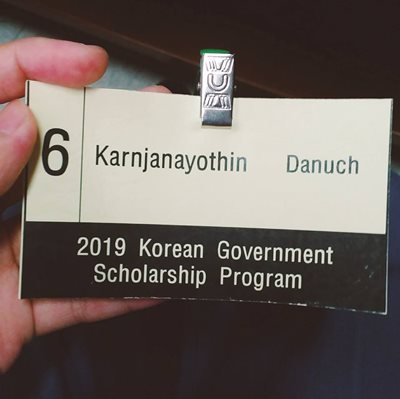 6
Karnjanayothin Danuch
2019 Korean Government
Scholarship Program